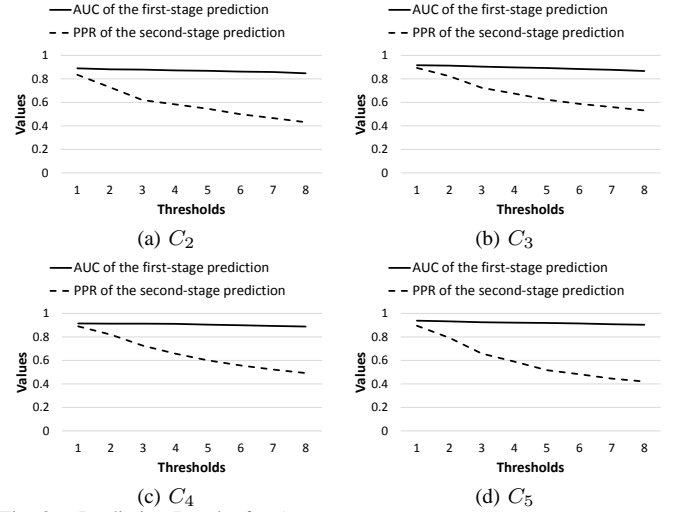 AUC of the first-stage prediction
PPR of the second-stage prediction
1
0.8
0.6
0.4
0.2
0
Values
1 2 3 4 5 6 7 8
Thresholds
(a) C2
AUC of the first-stage prediction
PPR of the second-stage prediction
1
0.8
0.6
0.4
0.2
0
Values
1 2 3 4 5 6 7 8
Thresholds
(b) C3
AUC of the first-stage prediction
PPR of the second-stage prediction
1
0.8
0.6
0.4
0.2
0
Values
1 2 3 4 5 6 7 8
Thresholds
(c) C4
AUC of the first-stage prediction
PPR of the second-stage prediction
1
0.8
0.6
0.4
0.2
0
Values
1 2 3 4 5 6 7 8
Thresholds
(d) C5